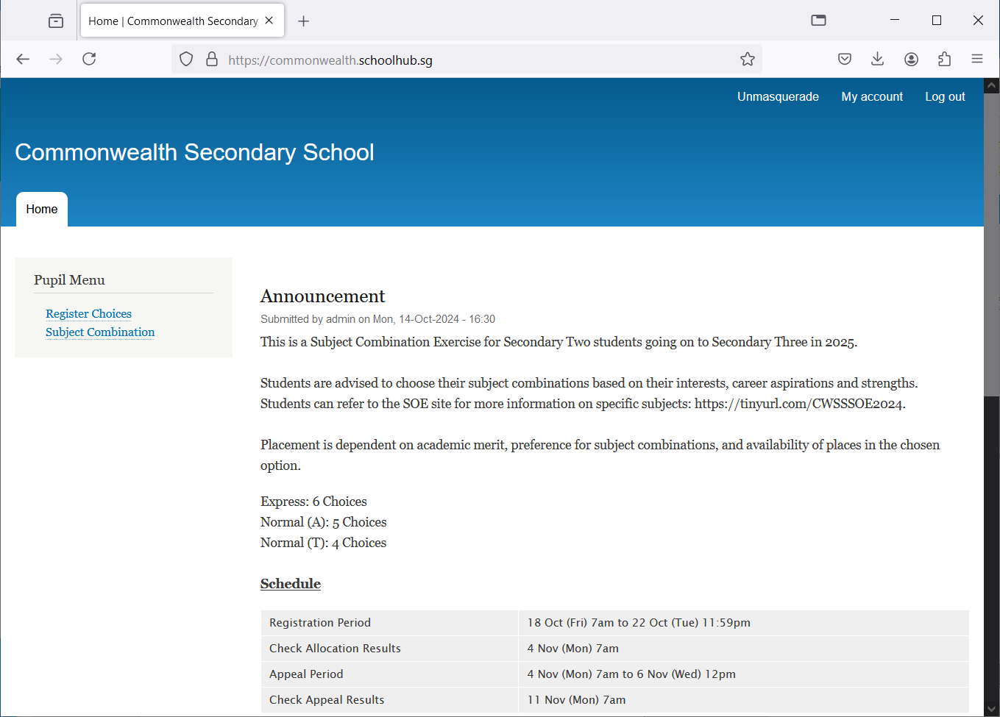 Home | Commonwealth Secondary
https://commonwealth.schoolhub.sg
Unmasquerade My account Log out
Commonwealth Secondary School
Home
Pupil Menu
Register Choices
Subject Combination
Announcement
Submitted by admin on Mon, 14-Oct-2024 - 16:30
This is a Subject Combination Exercise for Secondary Two students going on to Secondary Three in 2025.
Students are advised to choose their subject combinations based on their interests, career aspirations and strengths.
Students can refer to the SOE site for more information on specific subjects: https://tinyurl.com/CWSSSOE2024.
Placement is dependent on academic merit, preference for subject combinations, and availability of places in the chosen
option.
Express: 6 Choices
Normal (A): 5 Choices
Normal (T): 4 Choices
Schedule
Registration Period 18 Oct (Fri) 7am to 22 Oct (Tue) 11:59pm
Check Allocation Results 4 Nov (Mon) 7am
Appeal Period 4 Nov (Mon) 7am to 6 Nov (Wed) 12pm
Check Appeal Results 11 Nov (Mon) 7am